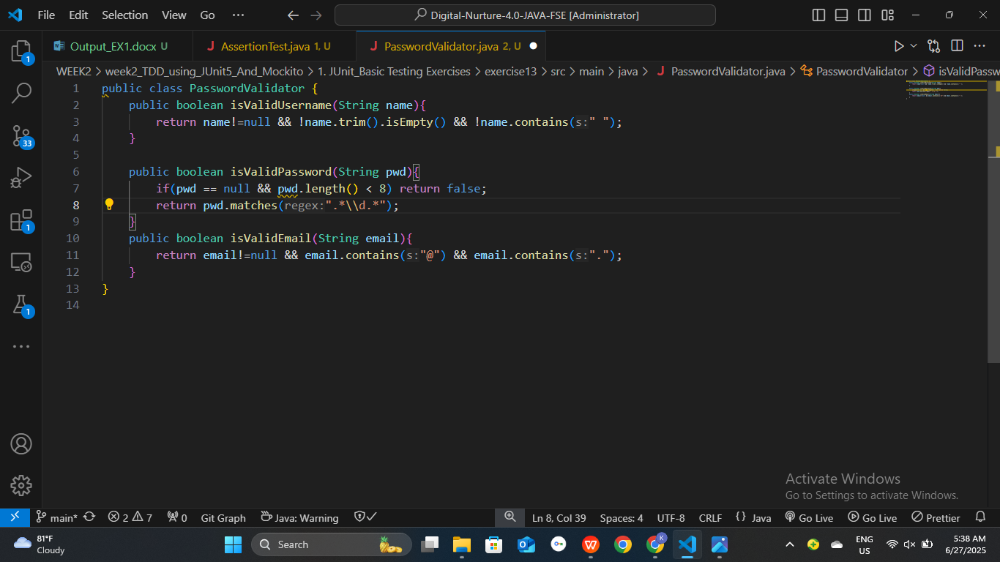 File Edit Selection View Go ··· Digital-Nurture-4.0-JAVA-FSE [Administrator]
Output_EX1.docx U AssertionTest.java 1, U PasswordValidator.java 2, U
WEEK2 > week2_TDD_using_JUnit5_And_Mockito > 1. JUnit_Basic Testing Exercises > exercise13 > src > main > java > PasswordValidator.java > PasswordValidator > isValidPassw
1 public class PasswordValidator {
2 public boolean isValidUsername(String name){
3 return name!=null && !name.trim().isEmpty() && !name.contains(s:" ");
4 }
5
6 public boolean isValidPassword(String pwd){
7 if(pwd == null && pwd.length() < 8) return false;
8 return pwd.matches(regex:".*\\d.*");
9 }
10 public boolean isValidEmail(String email){
11 return email!=null && email.contains(s:"@") && email.contains(s:".");
12 }
13 }
14
1
33
1
1
Activate Windows
Go to Settings to activate Windows.
main* 2 7 0 Git Graph Java: Warning Ln 8, Col 39 Spaces: 4 UTF-8 CRLF {} Java Go Live Go Live Prettier
81°F
Cloudy
Search
K
ENG
US
5:38 AM
6/27/2025